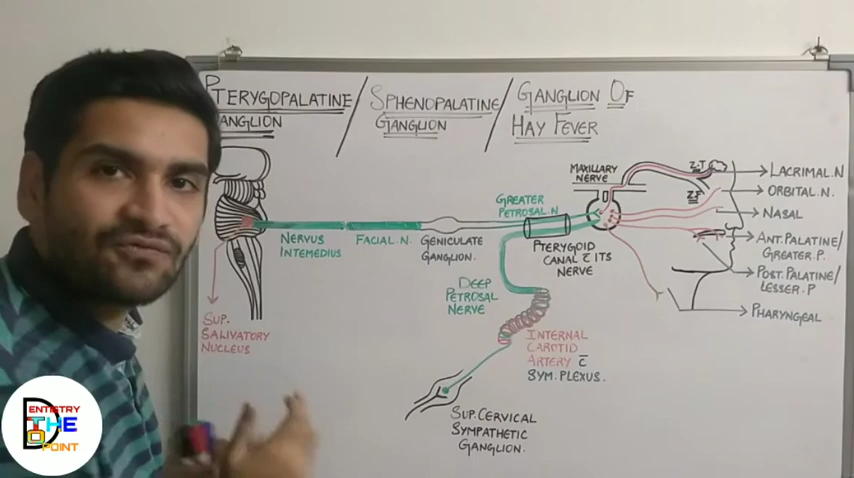 PTERYGOPALATINE
GANGLION
SPHENOPALATINE
GANGLION
GANGLION OF
HAY FEVER
MAXILLARY
NERVE
Z.T
Z.F
LACRIMAL.N
ORBITAL.N.
NASAL
ANT.PALATINE/
GREATER.P.
POST.PALATINE/
LESSER.P
PHARYNGEAL
GREATER
PETROSAL.N
NERVUS
INTEMEDIUS
FACIAL.N.
GENICULATE
GANGLION.
PTERYGOID
CANAL C̄ ITS
NERVE
DEEP
PETROSAL
NERVE
SUP.
SALIVATORY
NUCLEUS
INTERNAL
CAROTID
ARTERY C̄
SYM.PLEXUS.
SUP.CERVICAL
SYMPATHETIC
GANGLION.
DENTISTRY
THE
TO
POINT